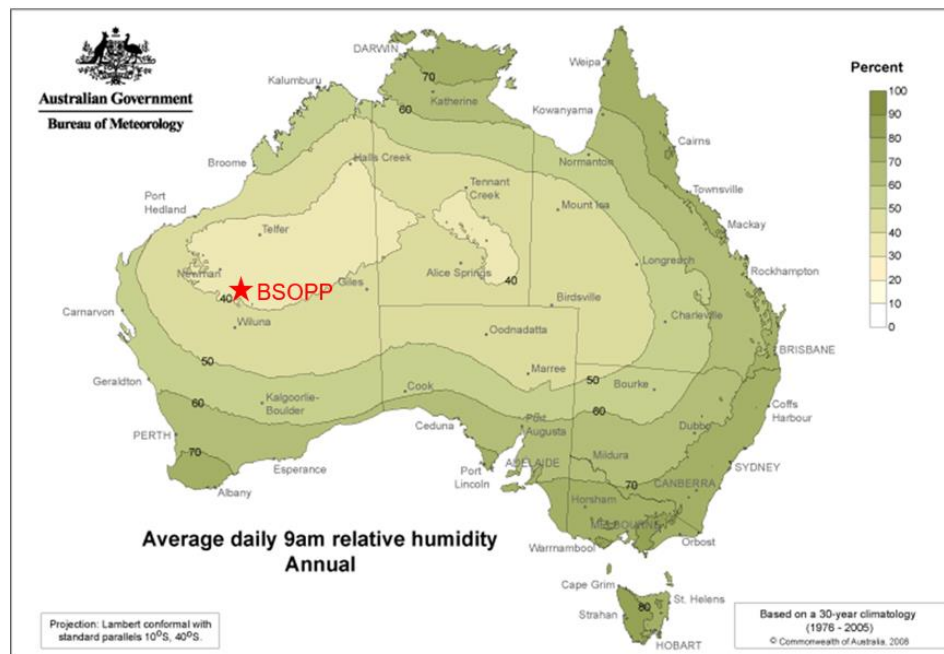 Australian Government
Bureau of Meteorology
DARWIN
70
Katherine
60
Kalumburu
Weipa
Kowanyama
Cairns
Normanton
Townsville
Mackay
Broome
Halls Creek
Tennant
Creek
Mount Isa
Port
Hedland
Telfer
Newman
40
BSOPP
Giles
Alice Springs
40
Longreach
Rockhampton
Birdsville
Carnarvon
Wiluna
Oodnadatta
Charleville
BRISBANE
50
Marree
50
Bourke
Geraldton
60
Kalgoorlie-
Boulder
Cook
60
Coffs
Harbour
PERTH
70
Ceduna
Port
Augusta
Dubbo
Esperance
Port
Lincoln
ADELAIDE
Mildura
SYDNEY
Albany
70
CANBERRA
Horsham
MELBOURNE
Warrnambool
Orbost
Cape Grim
St. Helens
Strahan
80
HOBART
Percent
100
90
80
70
60
50
40
30
20
10
0
Average daily 9am relative humidity
Annual
Projection: Lambert conformal with
standard parallels 10⁰S, 40⁰S.
Based on a 30-year climatology
(1976 - 2005)
© Commonwealth of Australia, 2008